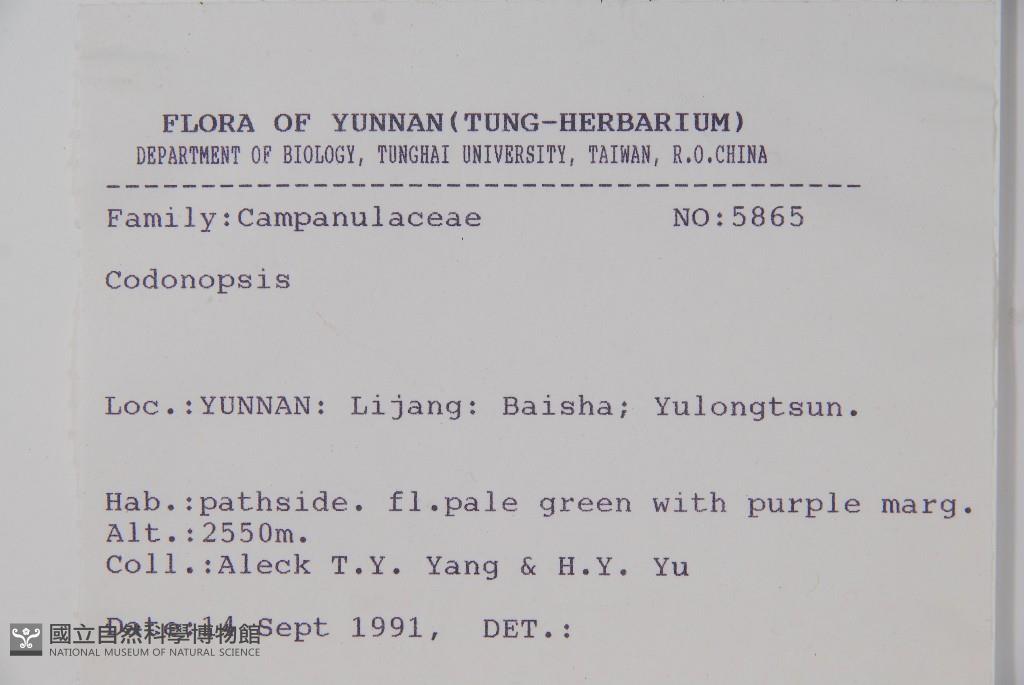 FLORA OF YUNNAN(TUNG-HERBARIUM)
DEPARTMENT OF BIOLOGY, TUNGHAI UNIVERSITY, TAIWAN, R.O.CHINA
----------------------------------------
Family:Campanulaceae NO:5865
Codonopsis
Loc.:YUNNAN: Lijang: Baisha; Yulongtsun.
Hab.:pathside. fl.pale green with purple marg.
Alt.:2550m.
Coll.:Aleck T.Y. Yang & H.Y. Yu
Date:14 Sept 1991, DET.:
國立自然科學博物館
NATIONAL MUSEUM OF NATURAL SCIENCE